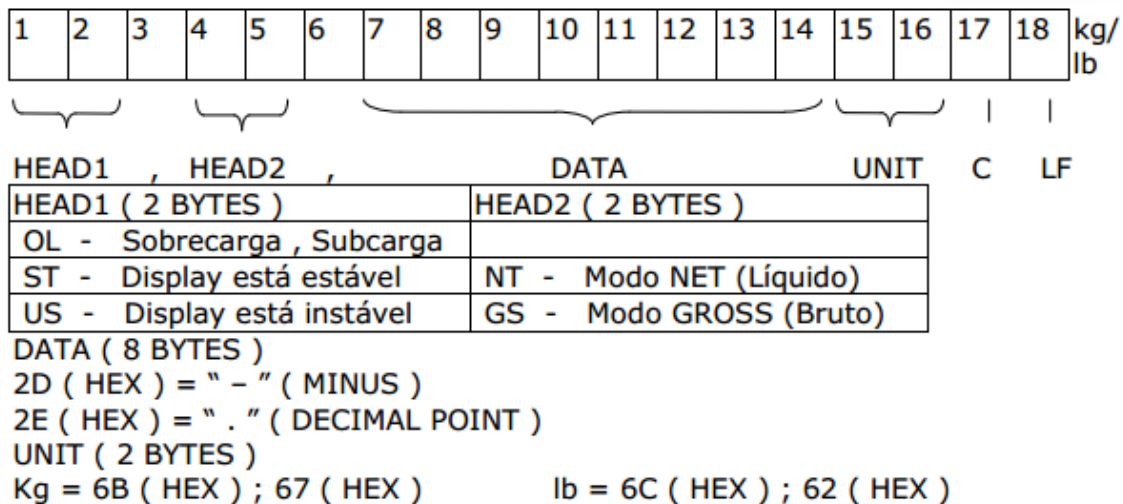 1 2 3 4 5 6 7 8 9 10 11 12 13 14 15 16 17 18 kg/
lb
HEAD1 , HEAD2 , DATA UNIT C LF
HEAD1 ( 2 BYTES ) HEAD2 ( 2 BYTES )
OL - Sobrecarga , Subcarga
ST - Display está estável NT - Modo NET (Líquido)
US - Display está instável GS - Modo GROSS (Bruto)
DATA ( 8 BYTES )
2D ( HEX ) = “ – ” ( MINUS )
2E ( HEX ) = “ . ” ( DECIMAL POINT )
UNIT ( 2 BYTES )
Kg = 6B ( HEX ) ; 67 ( HEX ) lb = 6C ( HEX ) ; 62 ( HEX )